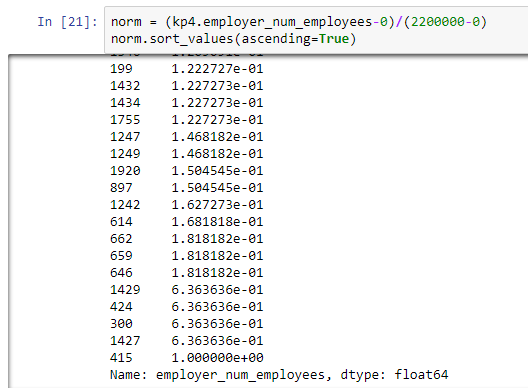 In [21]: norm = (kp4.employer_num_employees-0)/(2200000-0)
norm.sort_values(ascending=True)
199 1.222727e-01
1432 1.227273e-01
1434 1.227273e-01
1755 1.227273e-01
1247 1.468182e-01
1249 1.468182e-01
1920 1.504545e-01
897 1.504545e-01
1242 1.627273e-01
614 1.681818e-01
662 1.818182e-01
659 1.818182e-01
646 1.818182e-01
1429 6.363636e-01
424 6.363636e-01
300 6.363636e-01
1427 6.363636e-01
415 1.000000e+00
Name: employer_num_employees, dtype: float64